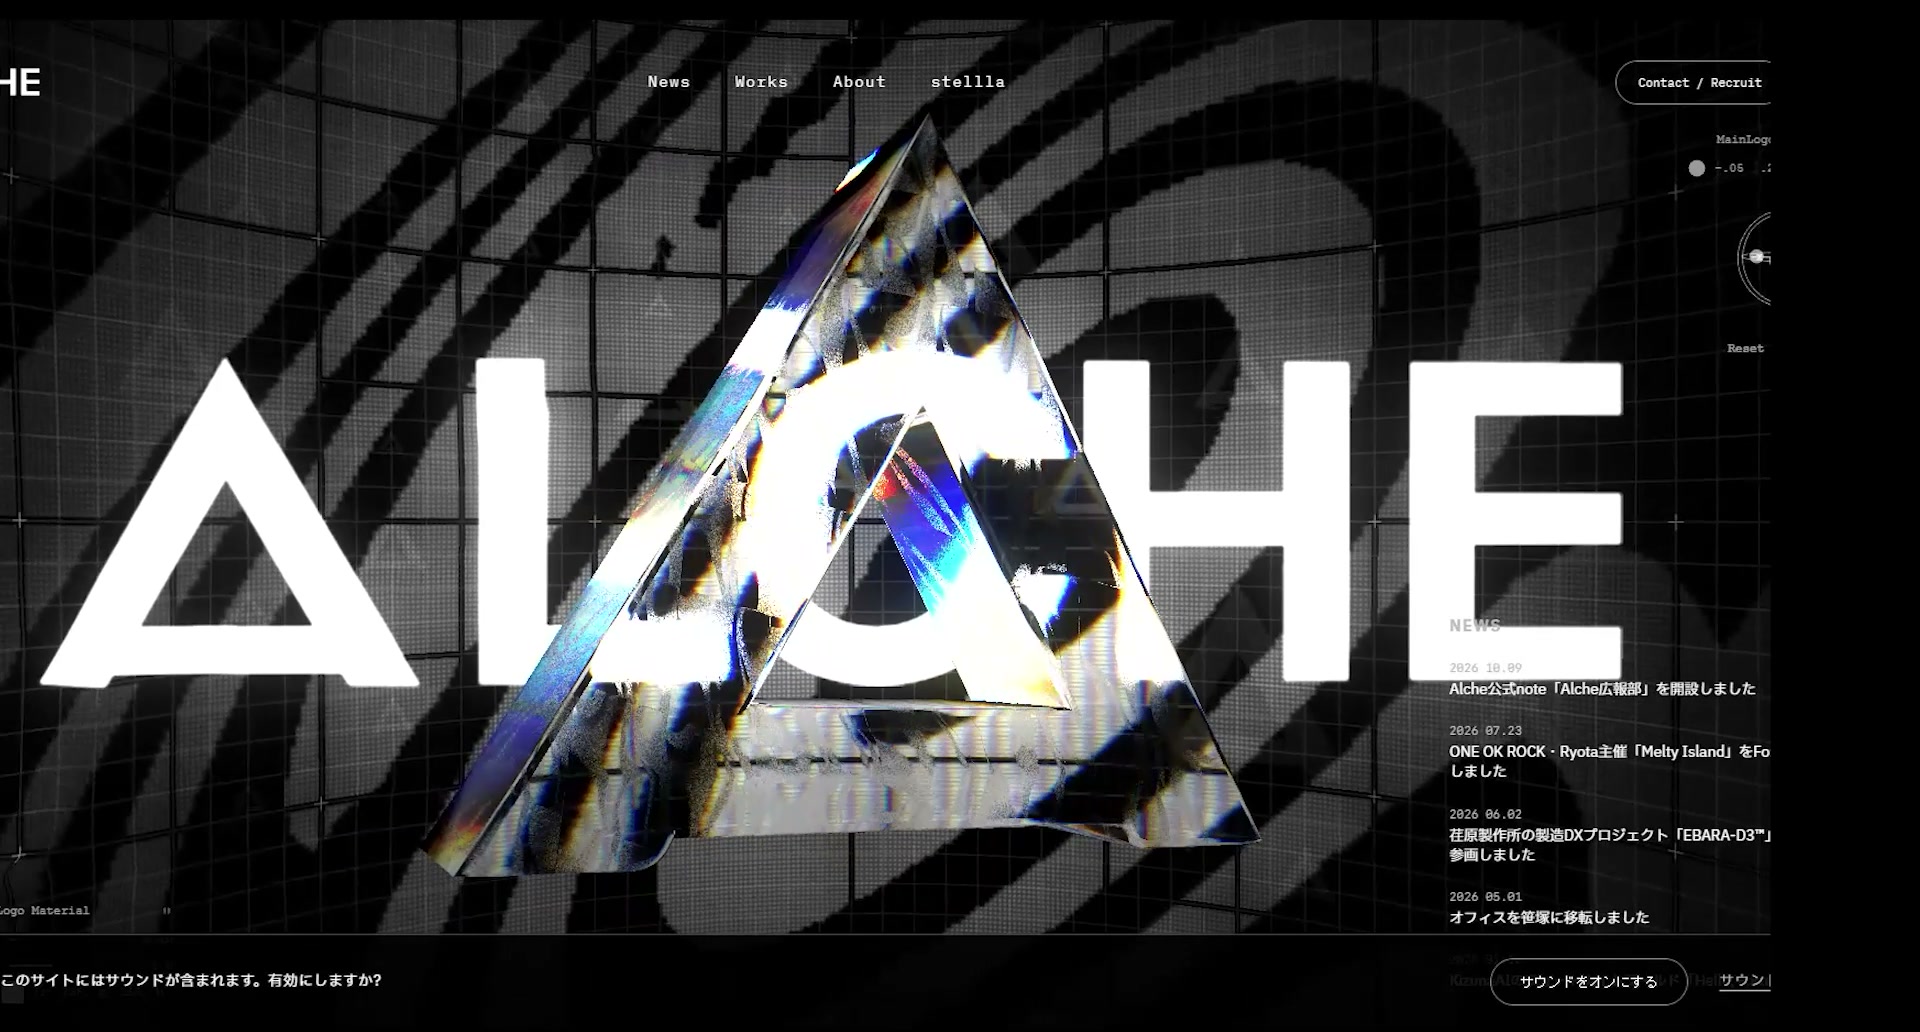 HE
News Works About stellla
Contact / Recruit
-.05
Reset
ALCHE
NEWS
2026 10.09
Alche公式note「Alche広報部」を開設しました
2026 07.23
ONE OK ROCK・Ryota主催「Melty Island」をFo
しました
2026 06.02
荏原製作所の製造DXプロジェクト「EBARA-D3™」
参画しました
2026 05.01
オフィスを笹塚に移転しました
ogo Material
このサイトにはサウンドが含まれます。有効にしますか?
サウンドをオンにする
サウン